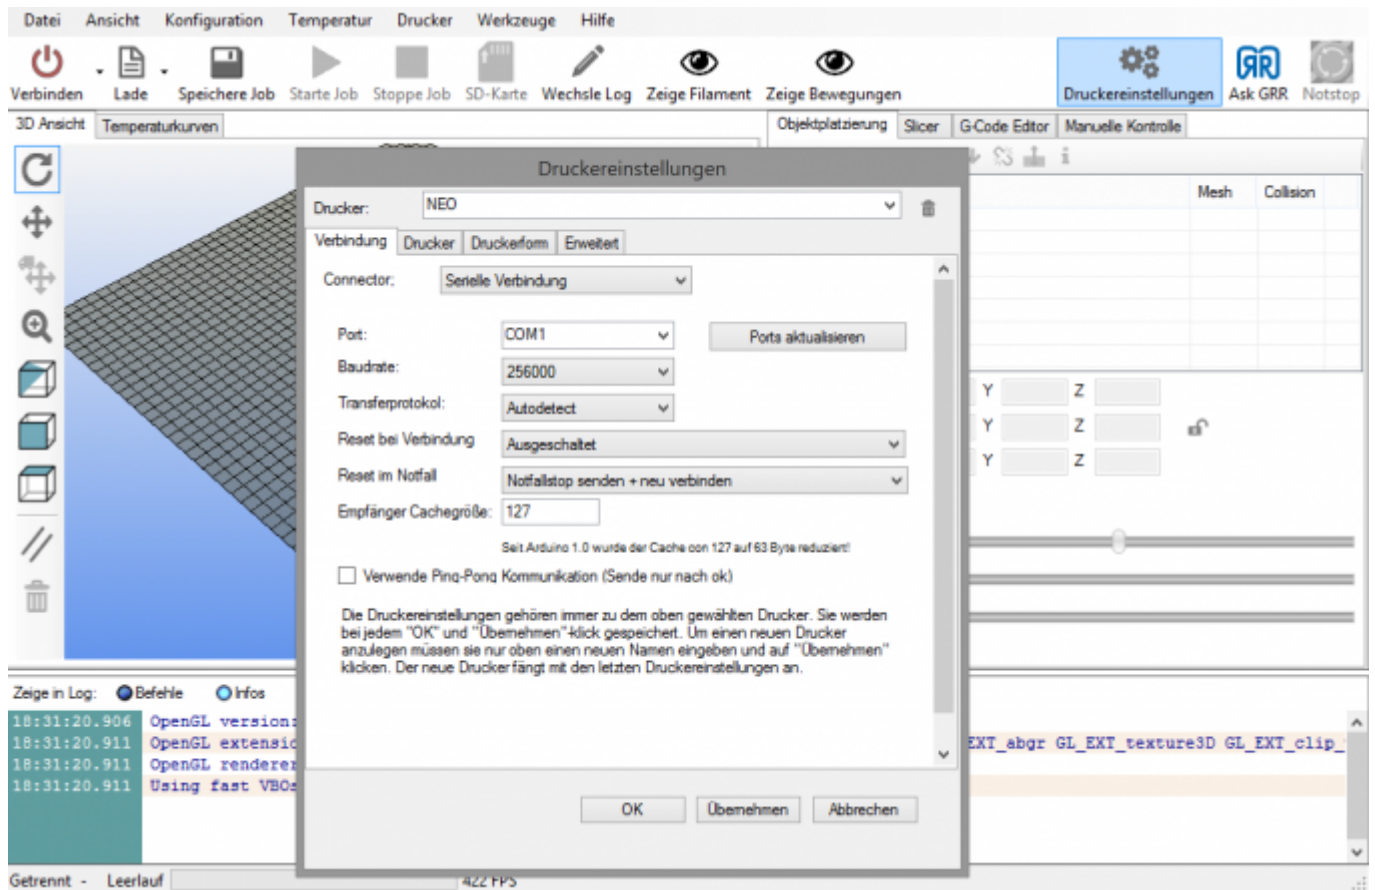 Datei Ansicht Konfiguration Temperatur Drucker Werkzeuge Hilfe
Verbinden Lade Speichere Job Starte Job Stoppe Job SD-Karte Wechsle Log Zeige Filament Zeige Bewegungen Druckereinstellungen Ask GRR Notstop
3D Ansicht Temperaturkurven Objektplatzierung Slicer G-Code Editor Manuelle Kontrolle
Druckereinstellungen
Mesh Collision
Drucker: NEO
Verbindung Drucker Druckerform Erweitert
Connector: Serielle Verbindung
Port: COM1 Ports aktualisieren
Baudrate: 256000
Transferprotokol: Autodetect
Reset bei Verbindung Ausgeschaltet
Reset im Notfall Notfallstop senden + neu verbinden
Empfänger Cachegröße: 127
Seit Arduino 1.0 wurde der Cache con 127 auf 63 Byte reduziert!
Verwende Ping-Pong Kommunikation (Sende nur nach ok)
Die Druckereinstellungen gehören immer zu dem oben gewählten Drucker. Sie werden
bei jedem "OK" und "Übernehmen"-klick gespeichert. Um einen neuen Drucker
anzulegen müssen sie nur oben einen neuen Namen eingeben und auf "Übernehmen"
klicken. Der neue Drucker fängt mit den letzten Druckereinstellungen an.
OK Übernehmen Abbrechen
Y Z
Y Z
Y Z
Zeige in Log: Befehle Infos
18:31:20.906 OpenGL version:
18:31:20.911 OpenGL extensio EXT_abgr GL_EXT_texture3D GL_EXT_clip_
18:31:20.911 OpenGL renderer
18:31:20.911 Using fast VBOs
Getrennt - Leerlauf 422 FPS